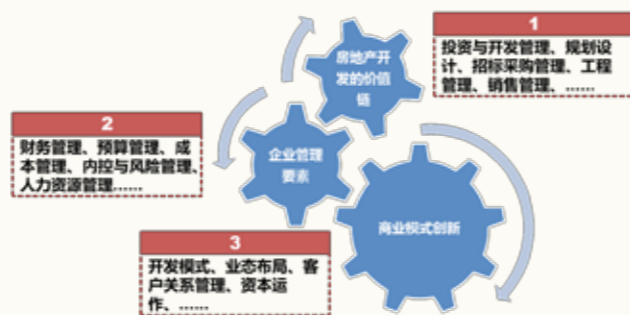 1
投资与开发管理、规划设
计、招标采购管理、工程
管理、销售管理、……
房地产开
发的价值
链
2
财务管理、预算管理、成
本管理、内控与风险管理、
人力资源管理……
企业管理
要素
商业模式创新
3
开发模式、业态布局、客
户关系管理、资本运
作、……